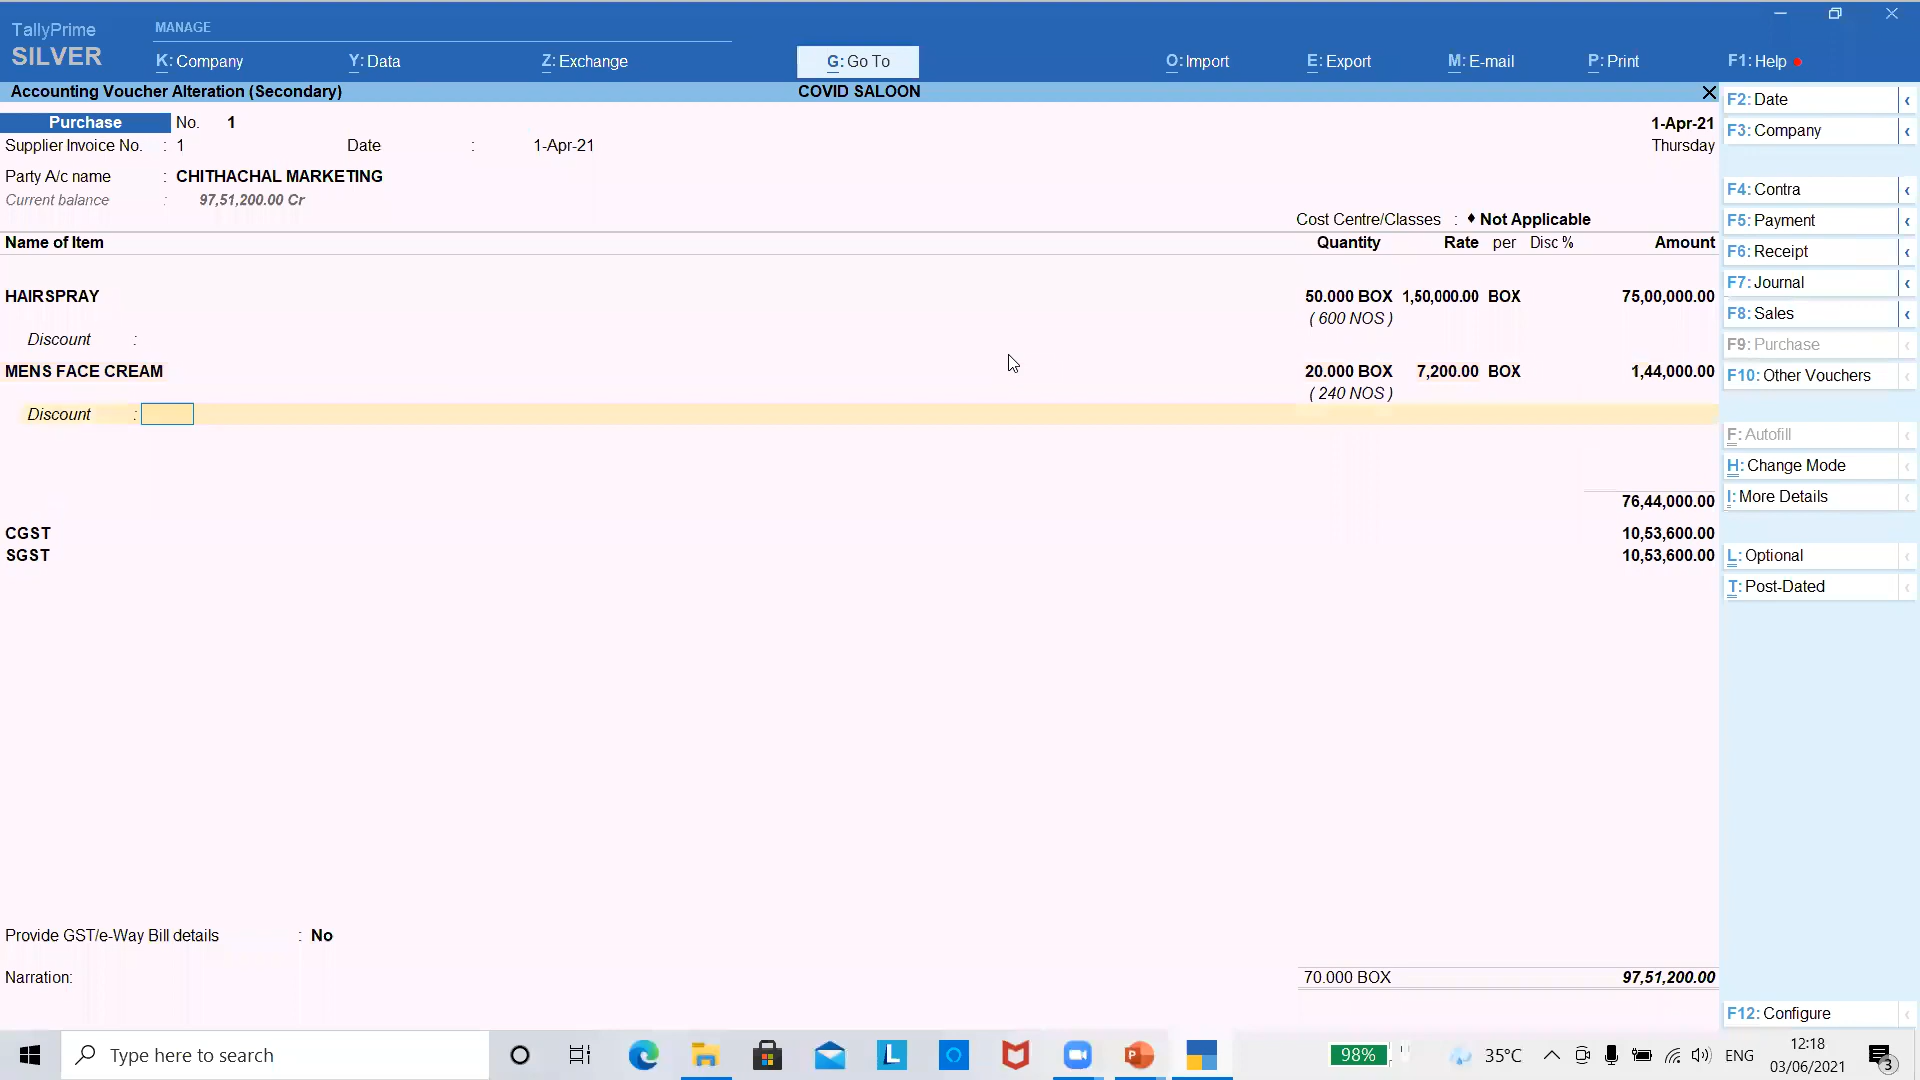 TallyPrime
SILVER
MANAGE
K: Company
Y: Data
Z: Exchange
G: Go To
O: Import
E: Export
M: E-mail
P: Print
F1: Help
Accounting Voucher Alteration (Secondary)
COVID SALOON
Purchase No. 1
1-Apr-21
Supplier Invoice No. : 1 Date : 1-Apr-21
Thursday
Party A/c name : CHITHACHAL MARKETING
Current balance : 97,51,200.00 Cr
Cost Centre/Classes : ♦ Not Applicable
Name of Item Quantity Rate per Disc % Amount
HAIRSPRAY 50.000 BOX 1,50,000.00 BOX 75,00,000.00
( 600 NOS )
Discount :
MENS FACE CREAM 20.000 BOX 7,200.00 BOX 1,44,000.00
( 240 NOS )
Discount :
76,44,000.00
CGST 10,53,600.00
SGST 10,53,600.00
Provide GST/e-Way Bill details : No
Narration:
70.000 BOX 97,51,200.00
F2: Date
F3: Company
F4: Contra
F5: Payment
F6: Receipt
F7: Journal
F8: Sales
F9: Purchase
F10: Other Vouchers
F: Autofill
H: Change Mode
I: More Details
L: Optional
T: Post-Dated
F12: Configure
Type here to search
L
P
98%
35°C
ENG
12:18
03/06/2021
3